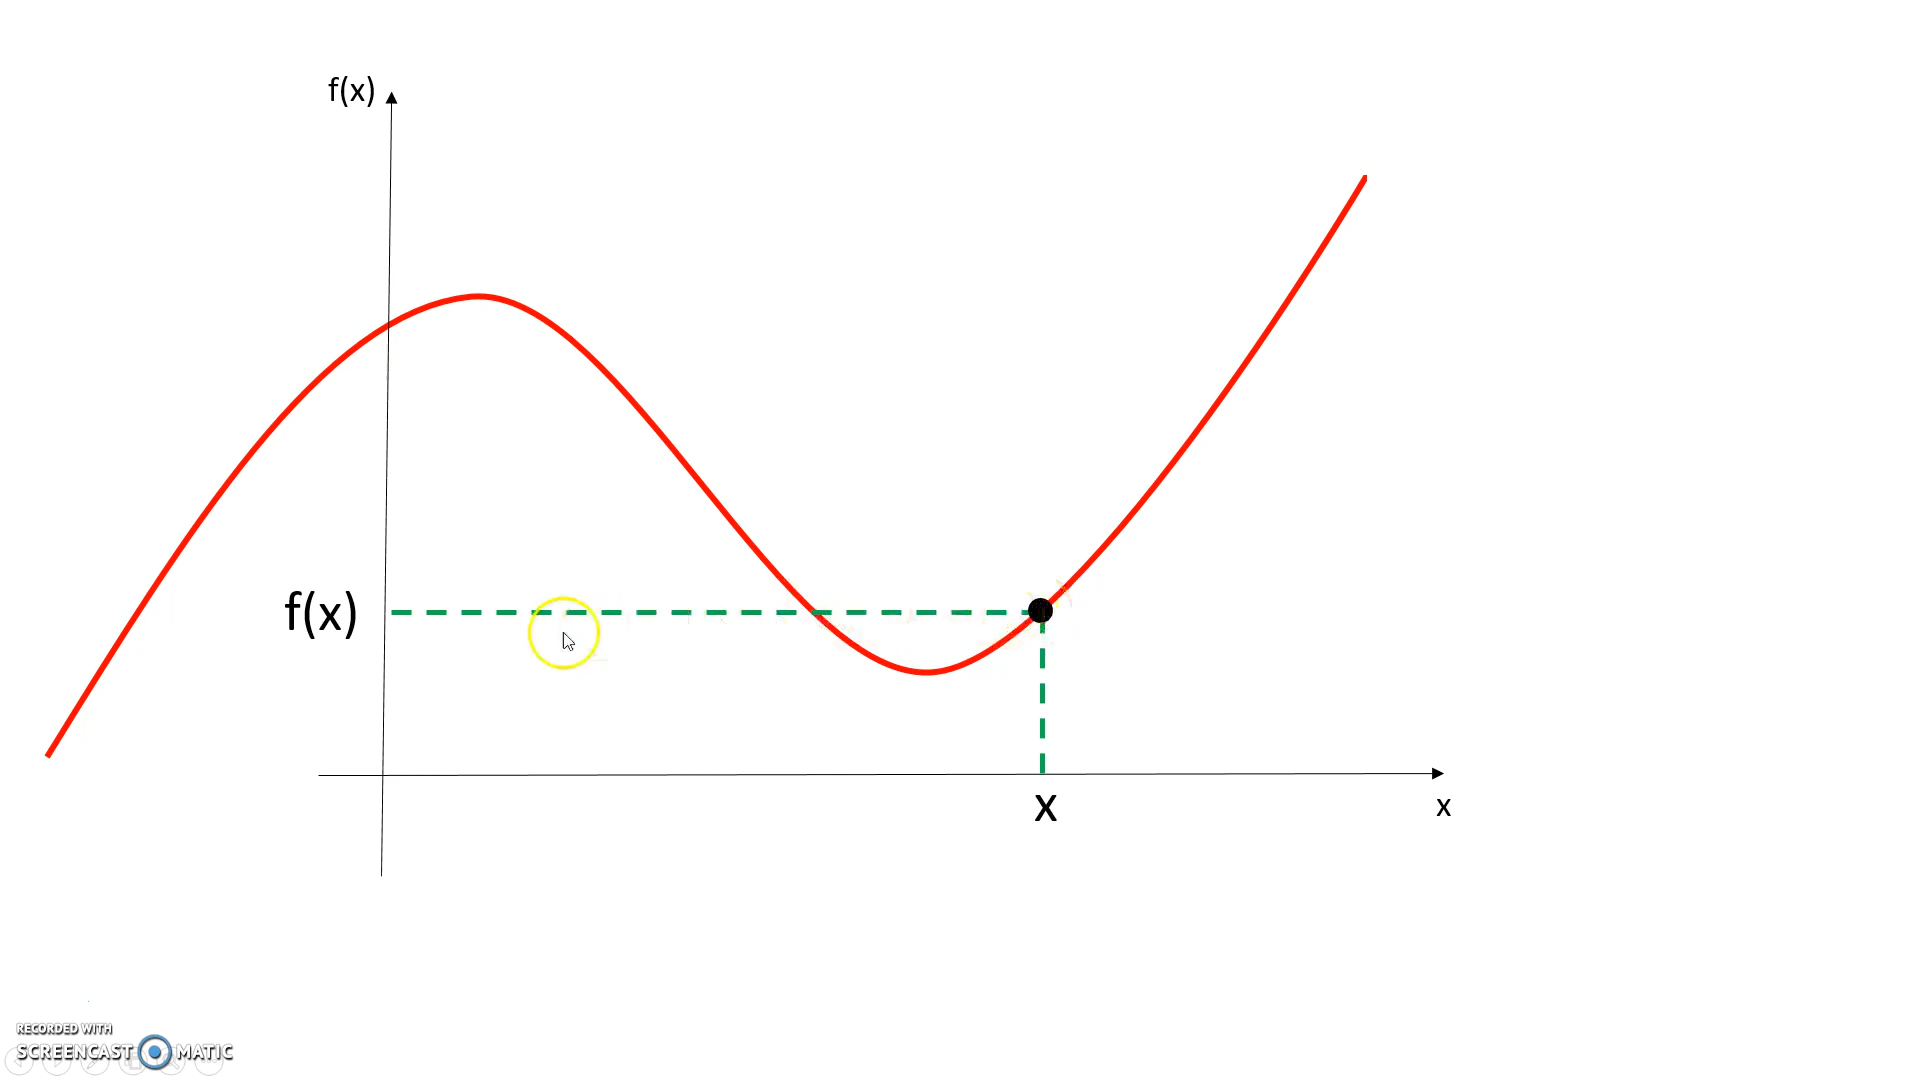 f(x)
f(x)
x
x
RECORDED WITH
SCREENCAST MATIC